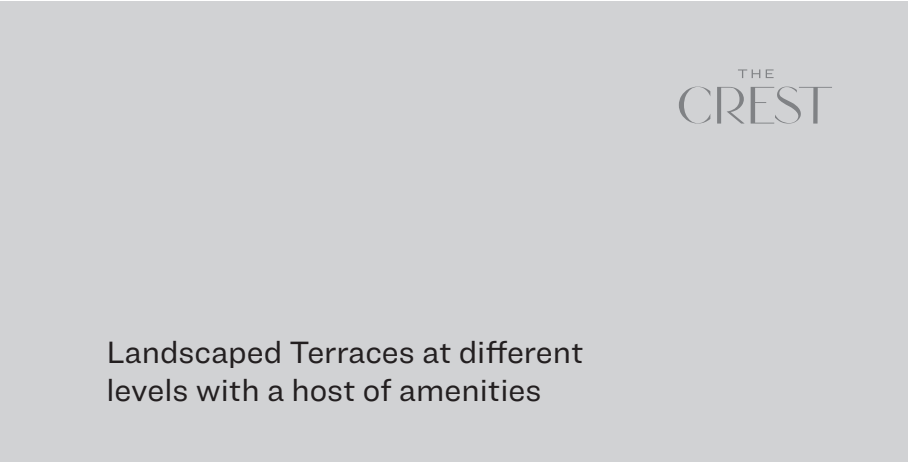 THE
CREST
Landscaped Terraces at different
levels with a host of amenities